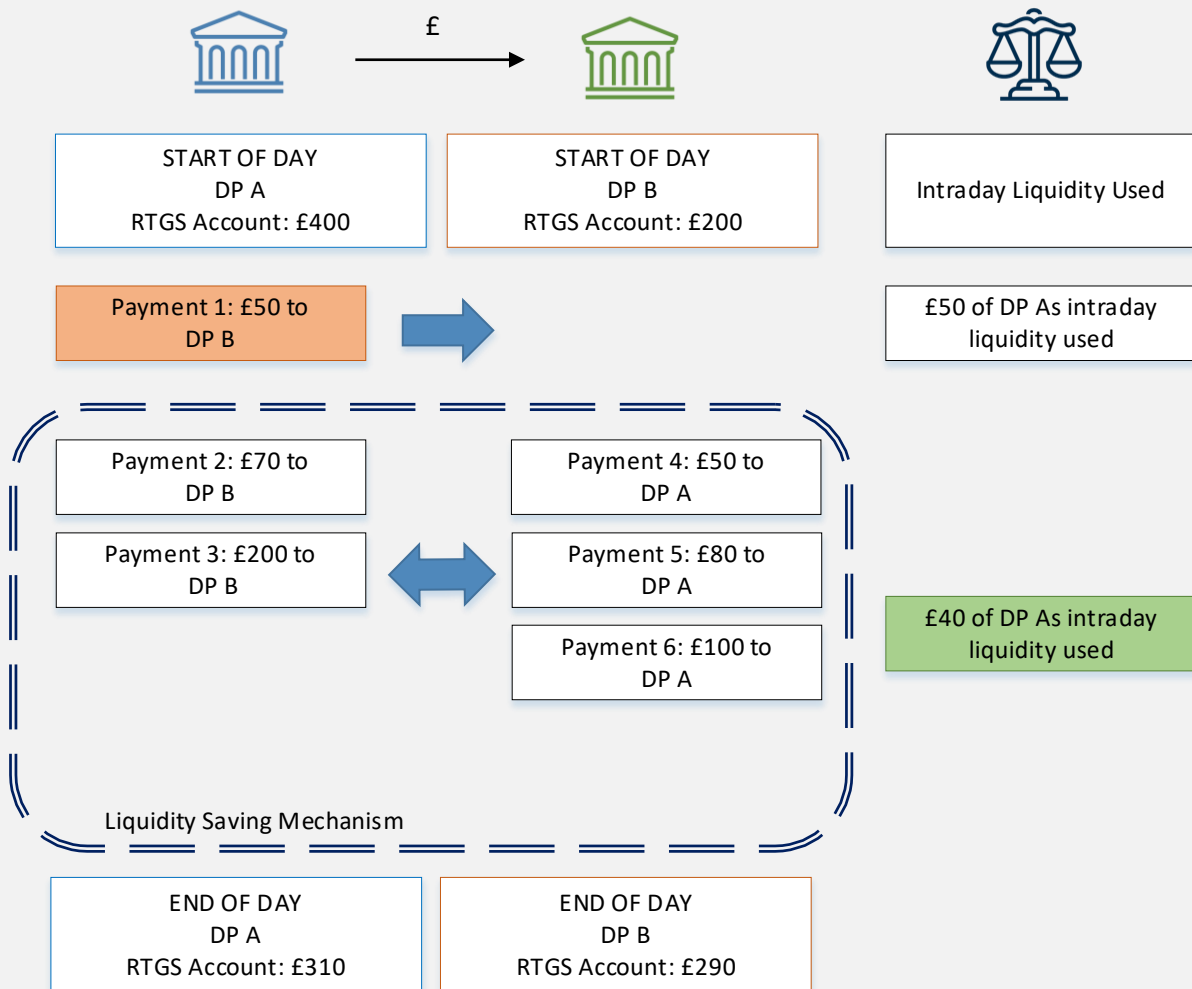 £
START OF DAY
DP A
RTGS Account: £400
START OF DAY
DP B
RTGS Account: £200
Intraday Liquidity Used
Payment 1: £50 to
DP B
£50 of DP As intraday
liquidity used
Payment 2: £70 to
DP B
Payment 4: £50 to
DP A
Payment 3: £200 to
DP B
Payment 5: £80 to
DP A
£40 of DP As intraday
liquidity used
Payment 6: £100 to
DP A
Liquidity Saving Mechanism
END OF DAY
DP A
RTGS Account: £310
END OF DAY
DP B
RTGS Account: £290